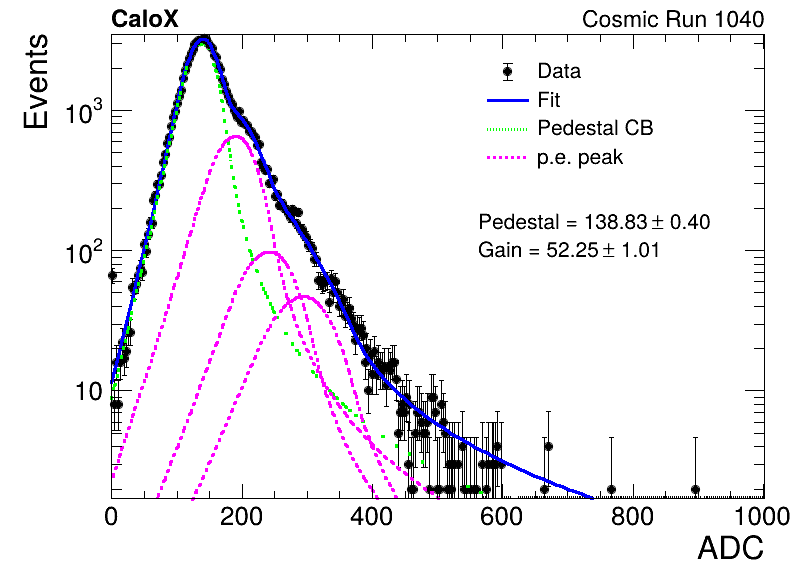 CaloX Cosmic Run 1040
Events
Data
Fit
Pedestal CB
p.e. peak
Pedestal = 138.83 ± 0.40
Gain = 52.25 ± 1.01
10³
10²
10
0 200 400 600 800 1000
ADC